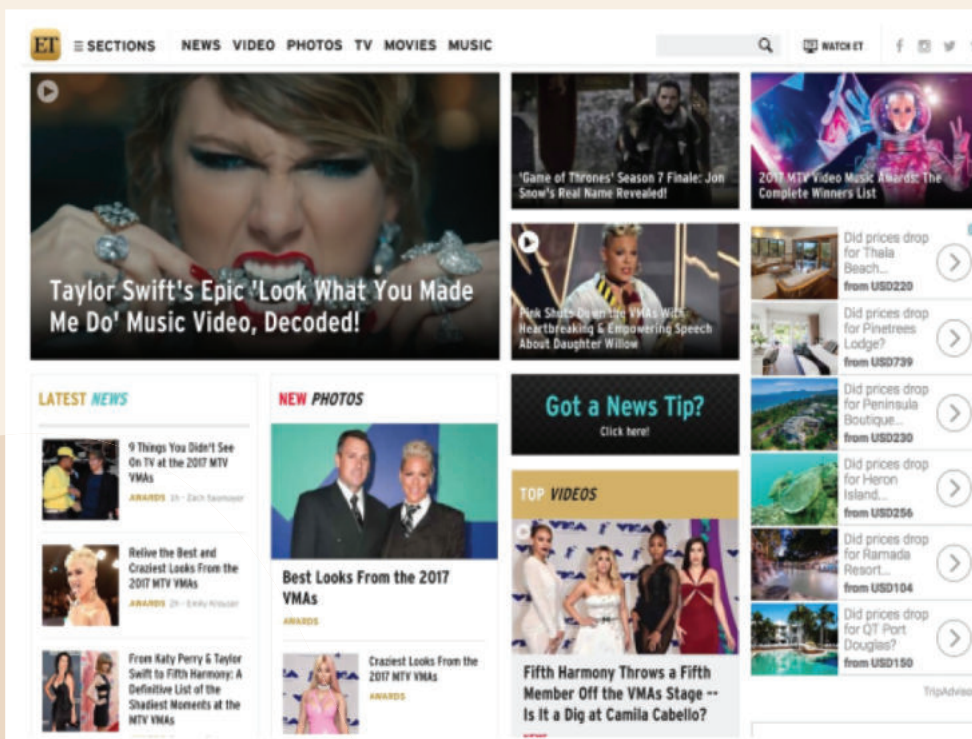 ET
SECTIONS
NEWS VIDEO PHOTOS TV MOVIES MUSIC
WATCH ET
Taylor Swift's Epic 'Look What You Made
Me Do' Music Video, Decoded!
'Game of Thrones' Season 7 Finale: Jon
Snow's Real Name Revealed!
2017 MTV Video Music Awards: The
Complete Winners List
Pink Shuts Down the VMAs With
Heartbreaking & Empowering Speech
About Daughter Willow
Did prices drop
for Thala
Beach...
from USD220
Did prices drop
for Pinetrees
Lodge?
from USD739
Did prices drop
for Peninsula
Boutique...
from USD230
Did prices drop
for Heron
Island...
from USD256
Did prices drop
for Ramada
Resort...
from USD104
Did prices drop
for QT Port
Douglas?
from USD150
LATEST NEWS
9 Things You Didn't See
On TV at the 2017 MTV
VMAs
AWARDS
Relive the Best and
Craziest Looks From the
2017 MTV VMAs
AWARDS
From Katy Perry & Taylor
Swift to Fifth Harmony: A
Definitive List of the
Shadiest Moments at the
MTV VMAs
NEW PHOTOS
Best Looks From the 2017
VMAs
AWARDS
Craziest Looks From the
2017 MTV VMAs
AWARDS
Got a News Tip?
Click here!
TOP VIDEOS
Fifth Harmony Throws a Fifth
Member Off the VMAs Stage --
Is It a Dig at Camila Cabello?